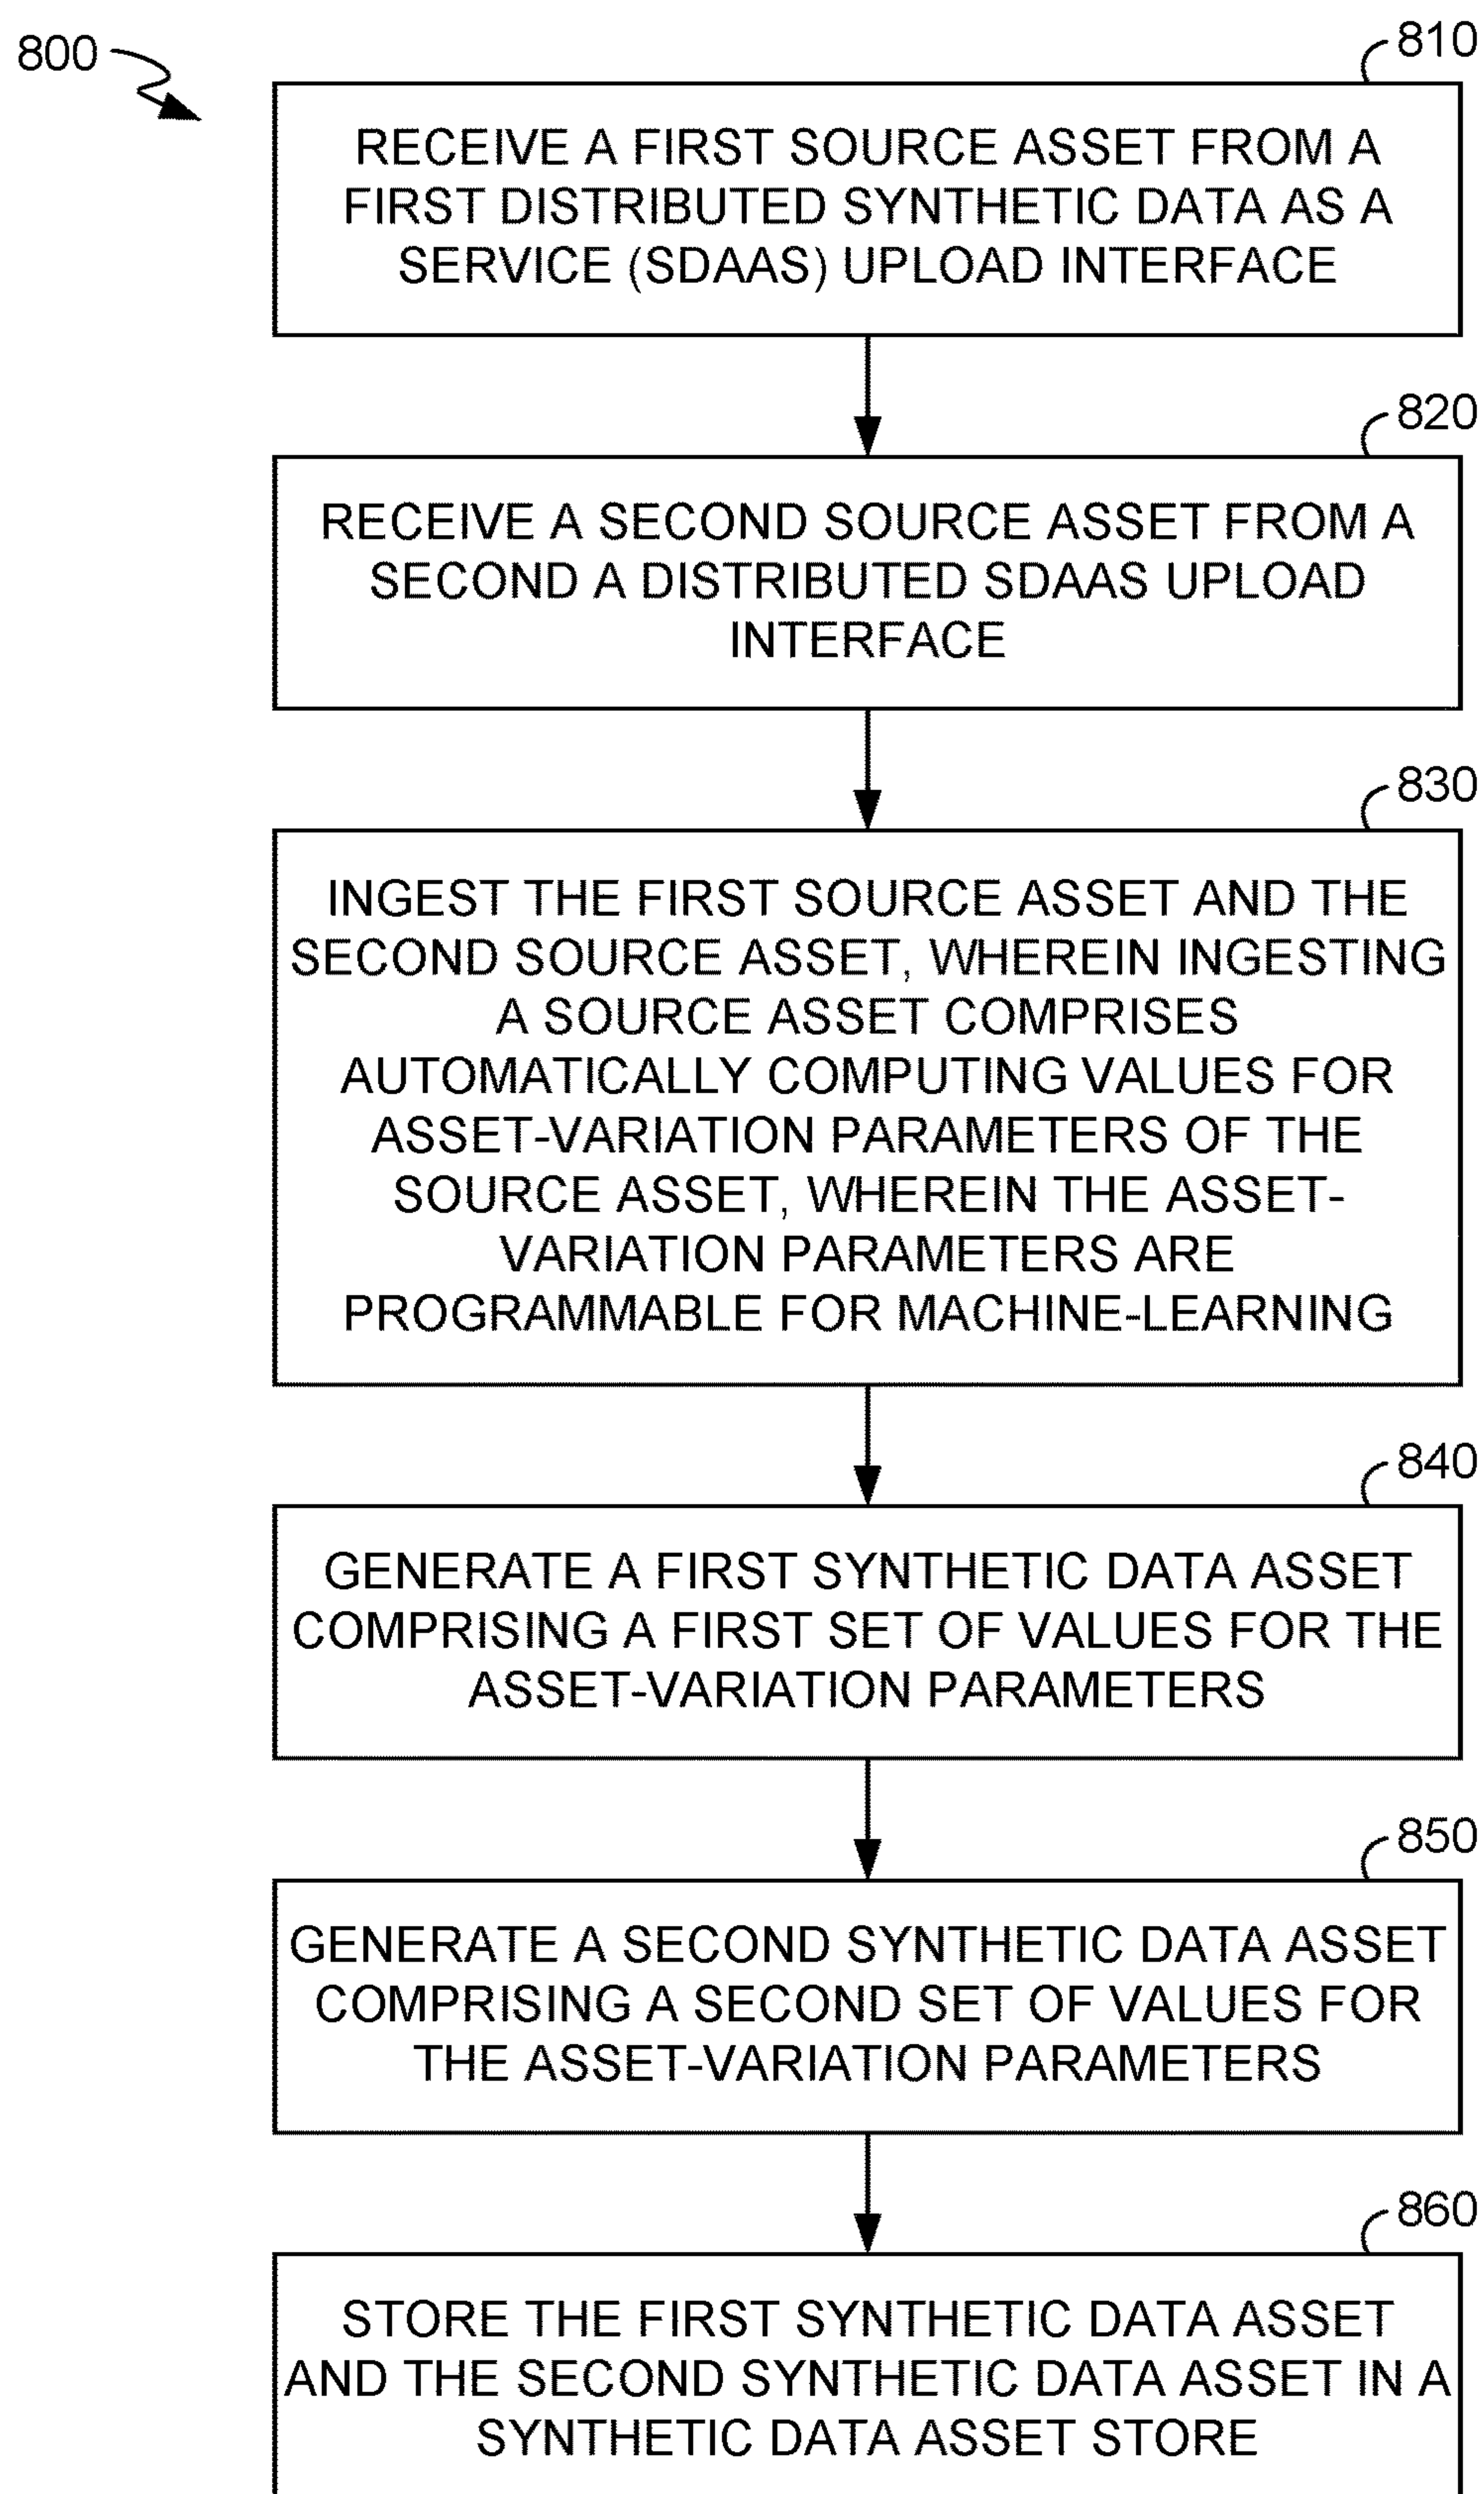 800
810
RECEIVE A FIRST SOURCE ASSET FROM A
FIRST DISTRIBUTED SYNTHETIC DATA AS A
SERVICE (SDAAS) UPLOAD INTERFACE
820
RECEIVE A SECOND SOURCE ASSET FROM A
SECOND A DISTRIBUTED SDAAS UPLOAD
INTERFACE
830
INGEST THE FIRST SOURCE ASSET AND THE
SECOND SOURCE ASSET, WHEREIN INGESTING
A SOURCE ASSET COMPRISES
AUTOMATICALLY COMPUTING VALUES FOR
ASSET-VARIATION PARAMETERS OF THE
SOURCE ASSET, WHEREIN THE ASSET-
VARIATION PARAMETERS ARE
PROGRAMMABLE FOR MACHINE-LEARNING
840
GENERATE A FIRST SYNTHETIC DATA ASSET
COMPRISING A FIRST SET OF VALUES FOR THE
ASSET-VARIATION PARAMETERS
850
GENERATE A SECOND SYNTHETIC DATA ASSET
COMPRISING A SECOND SET OF VALUES FOR
THE ASSET-VARIATION PARAMETERS
860
STORE THE FIRST SYNTHETIC DATA ASSET
AND THE SECOND SYNTHETIC DATA ASSET IN A
SYNTHETIC DATA ASSET STORE